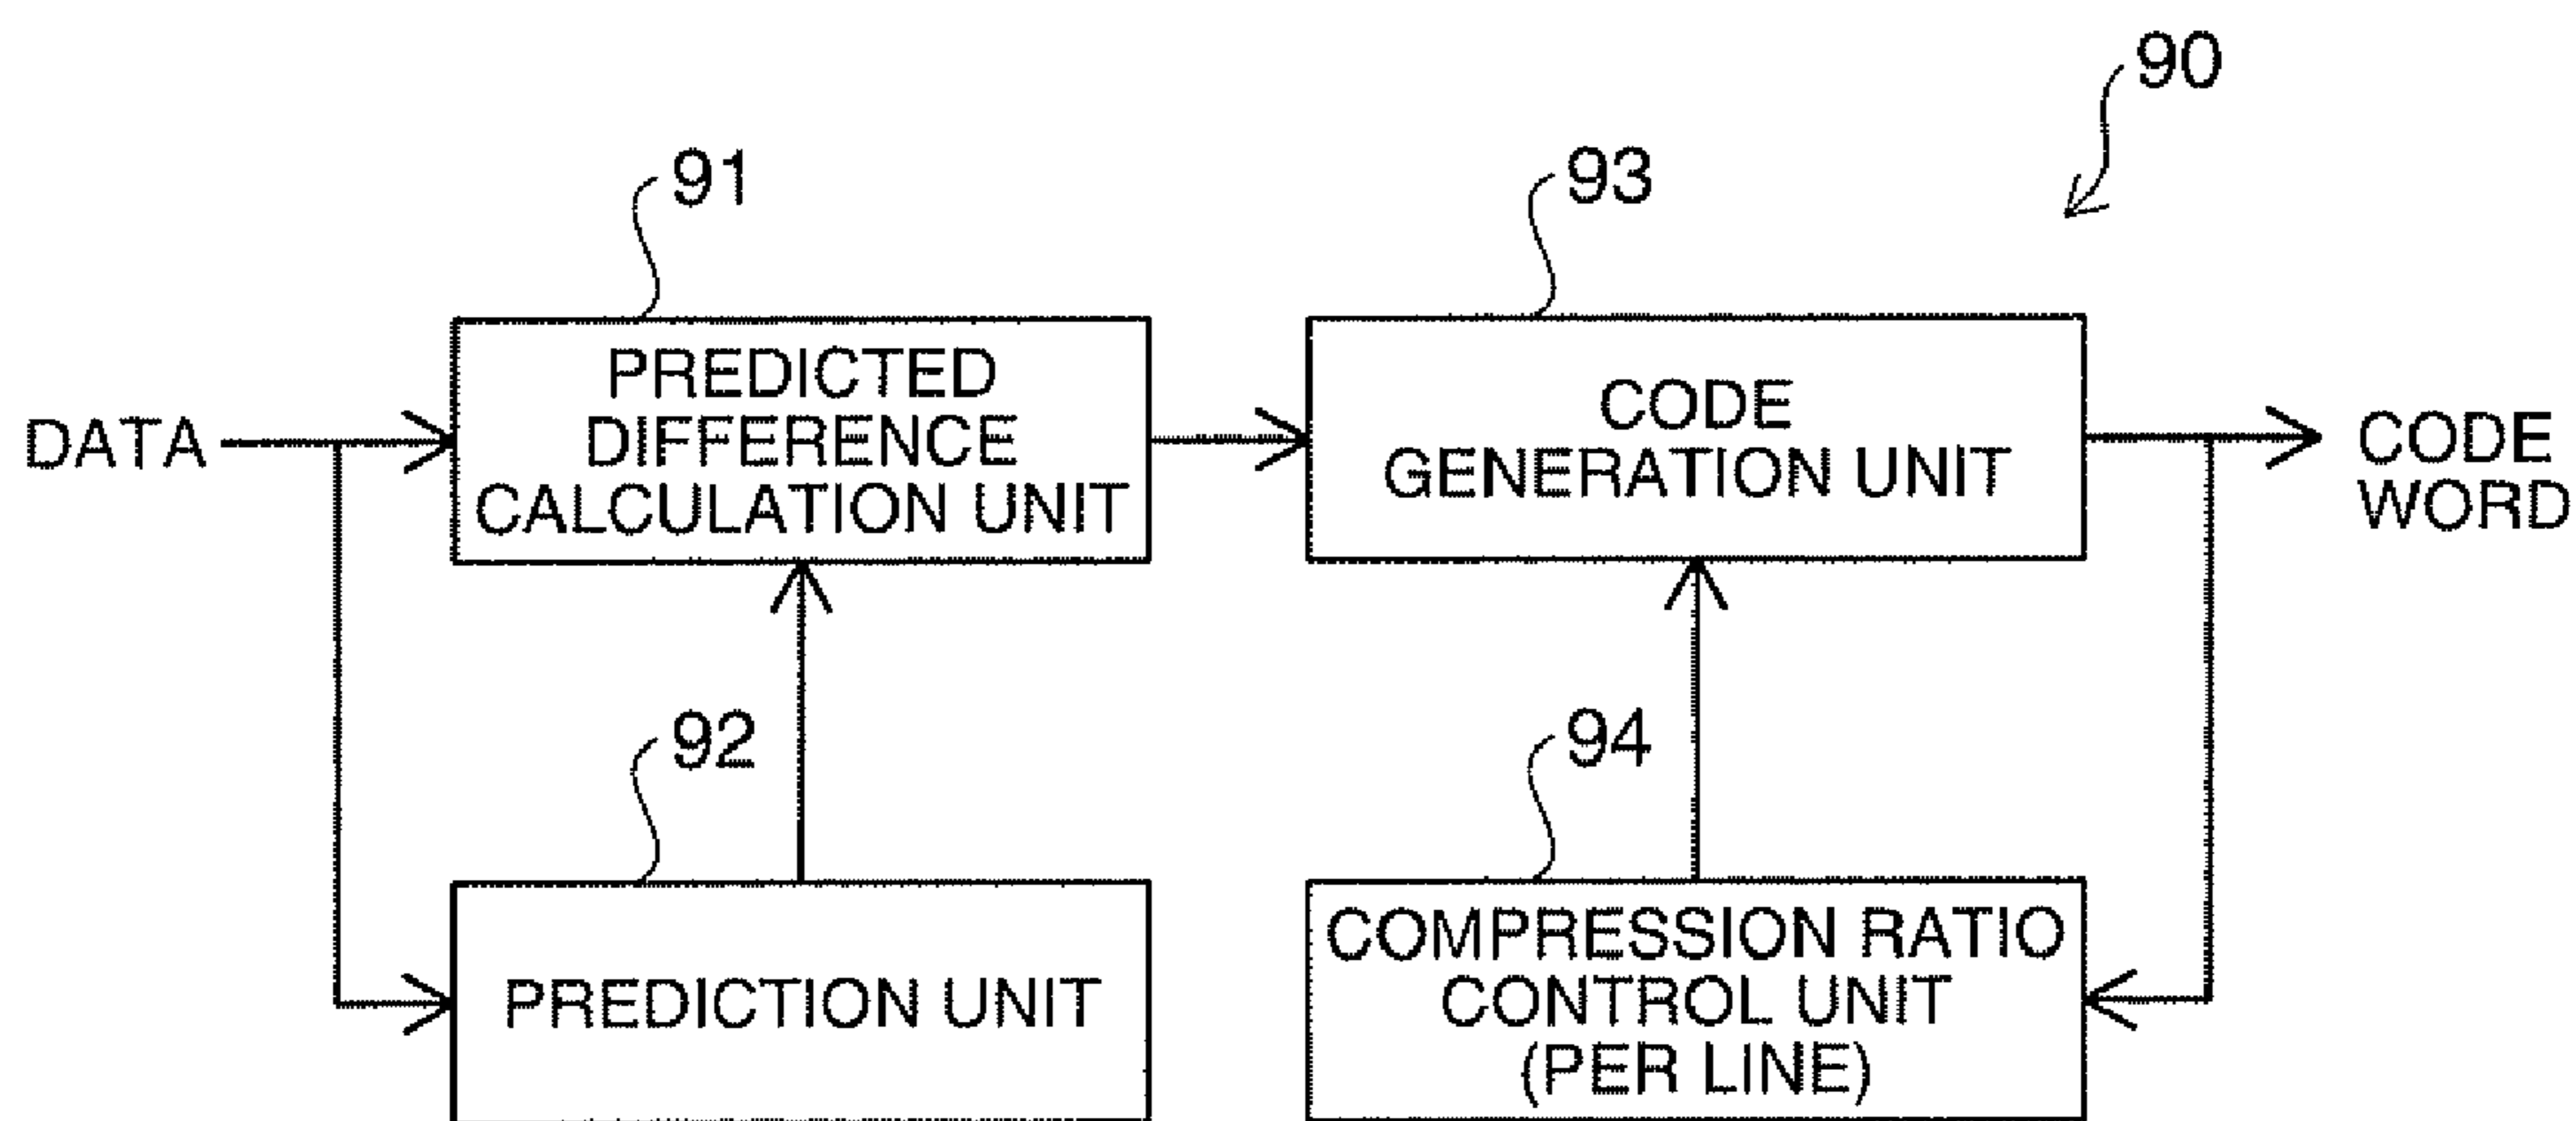 90
91
93
PREDICTED
DIFFERENCE
CALCULATION UNIT
CODE
GENERATION UNIT
DATA
CODE
WORD
92
94
PREDICTION UNIT
COMPRESSION RATIO
CONTROL UNIT
(PER LINE)